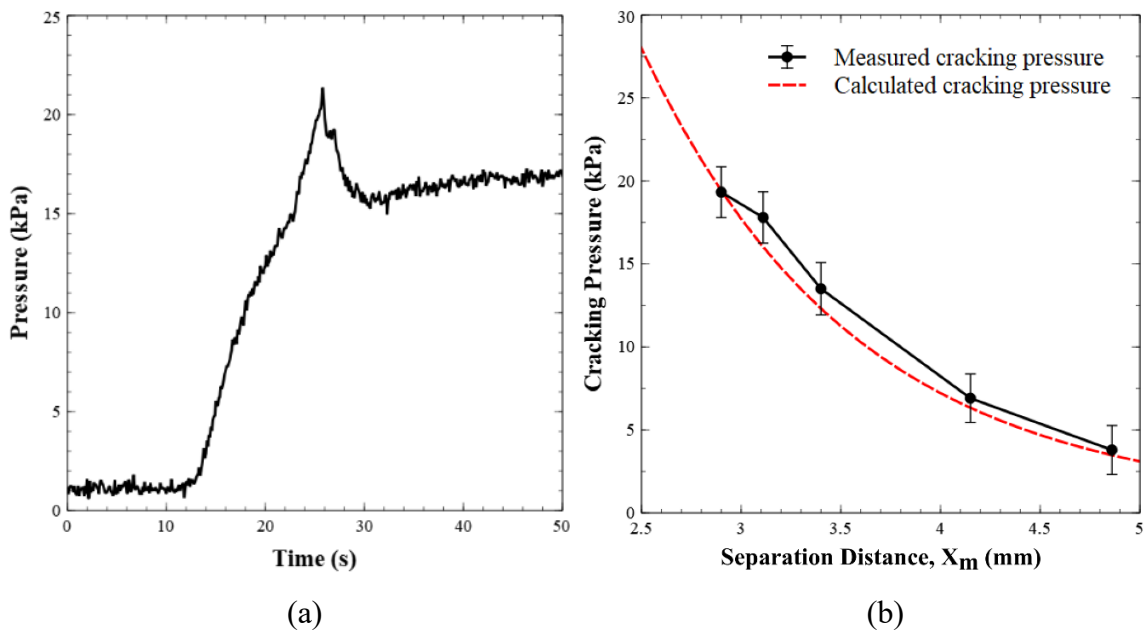 Pressure (kPa)
25
20
15
10
5
0
0 10 20 30 40 50
Time (s)
(a)
Cracking Pressure (kPa)
30
25
20
15
10
5
0
Measured cracking pressure
Calculated cracking pressure
2.5 3 3.5 4 4.5 5
Separation Distance, Xm (mm)
(b)